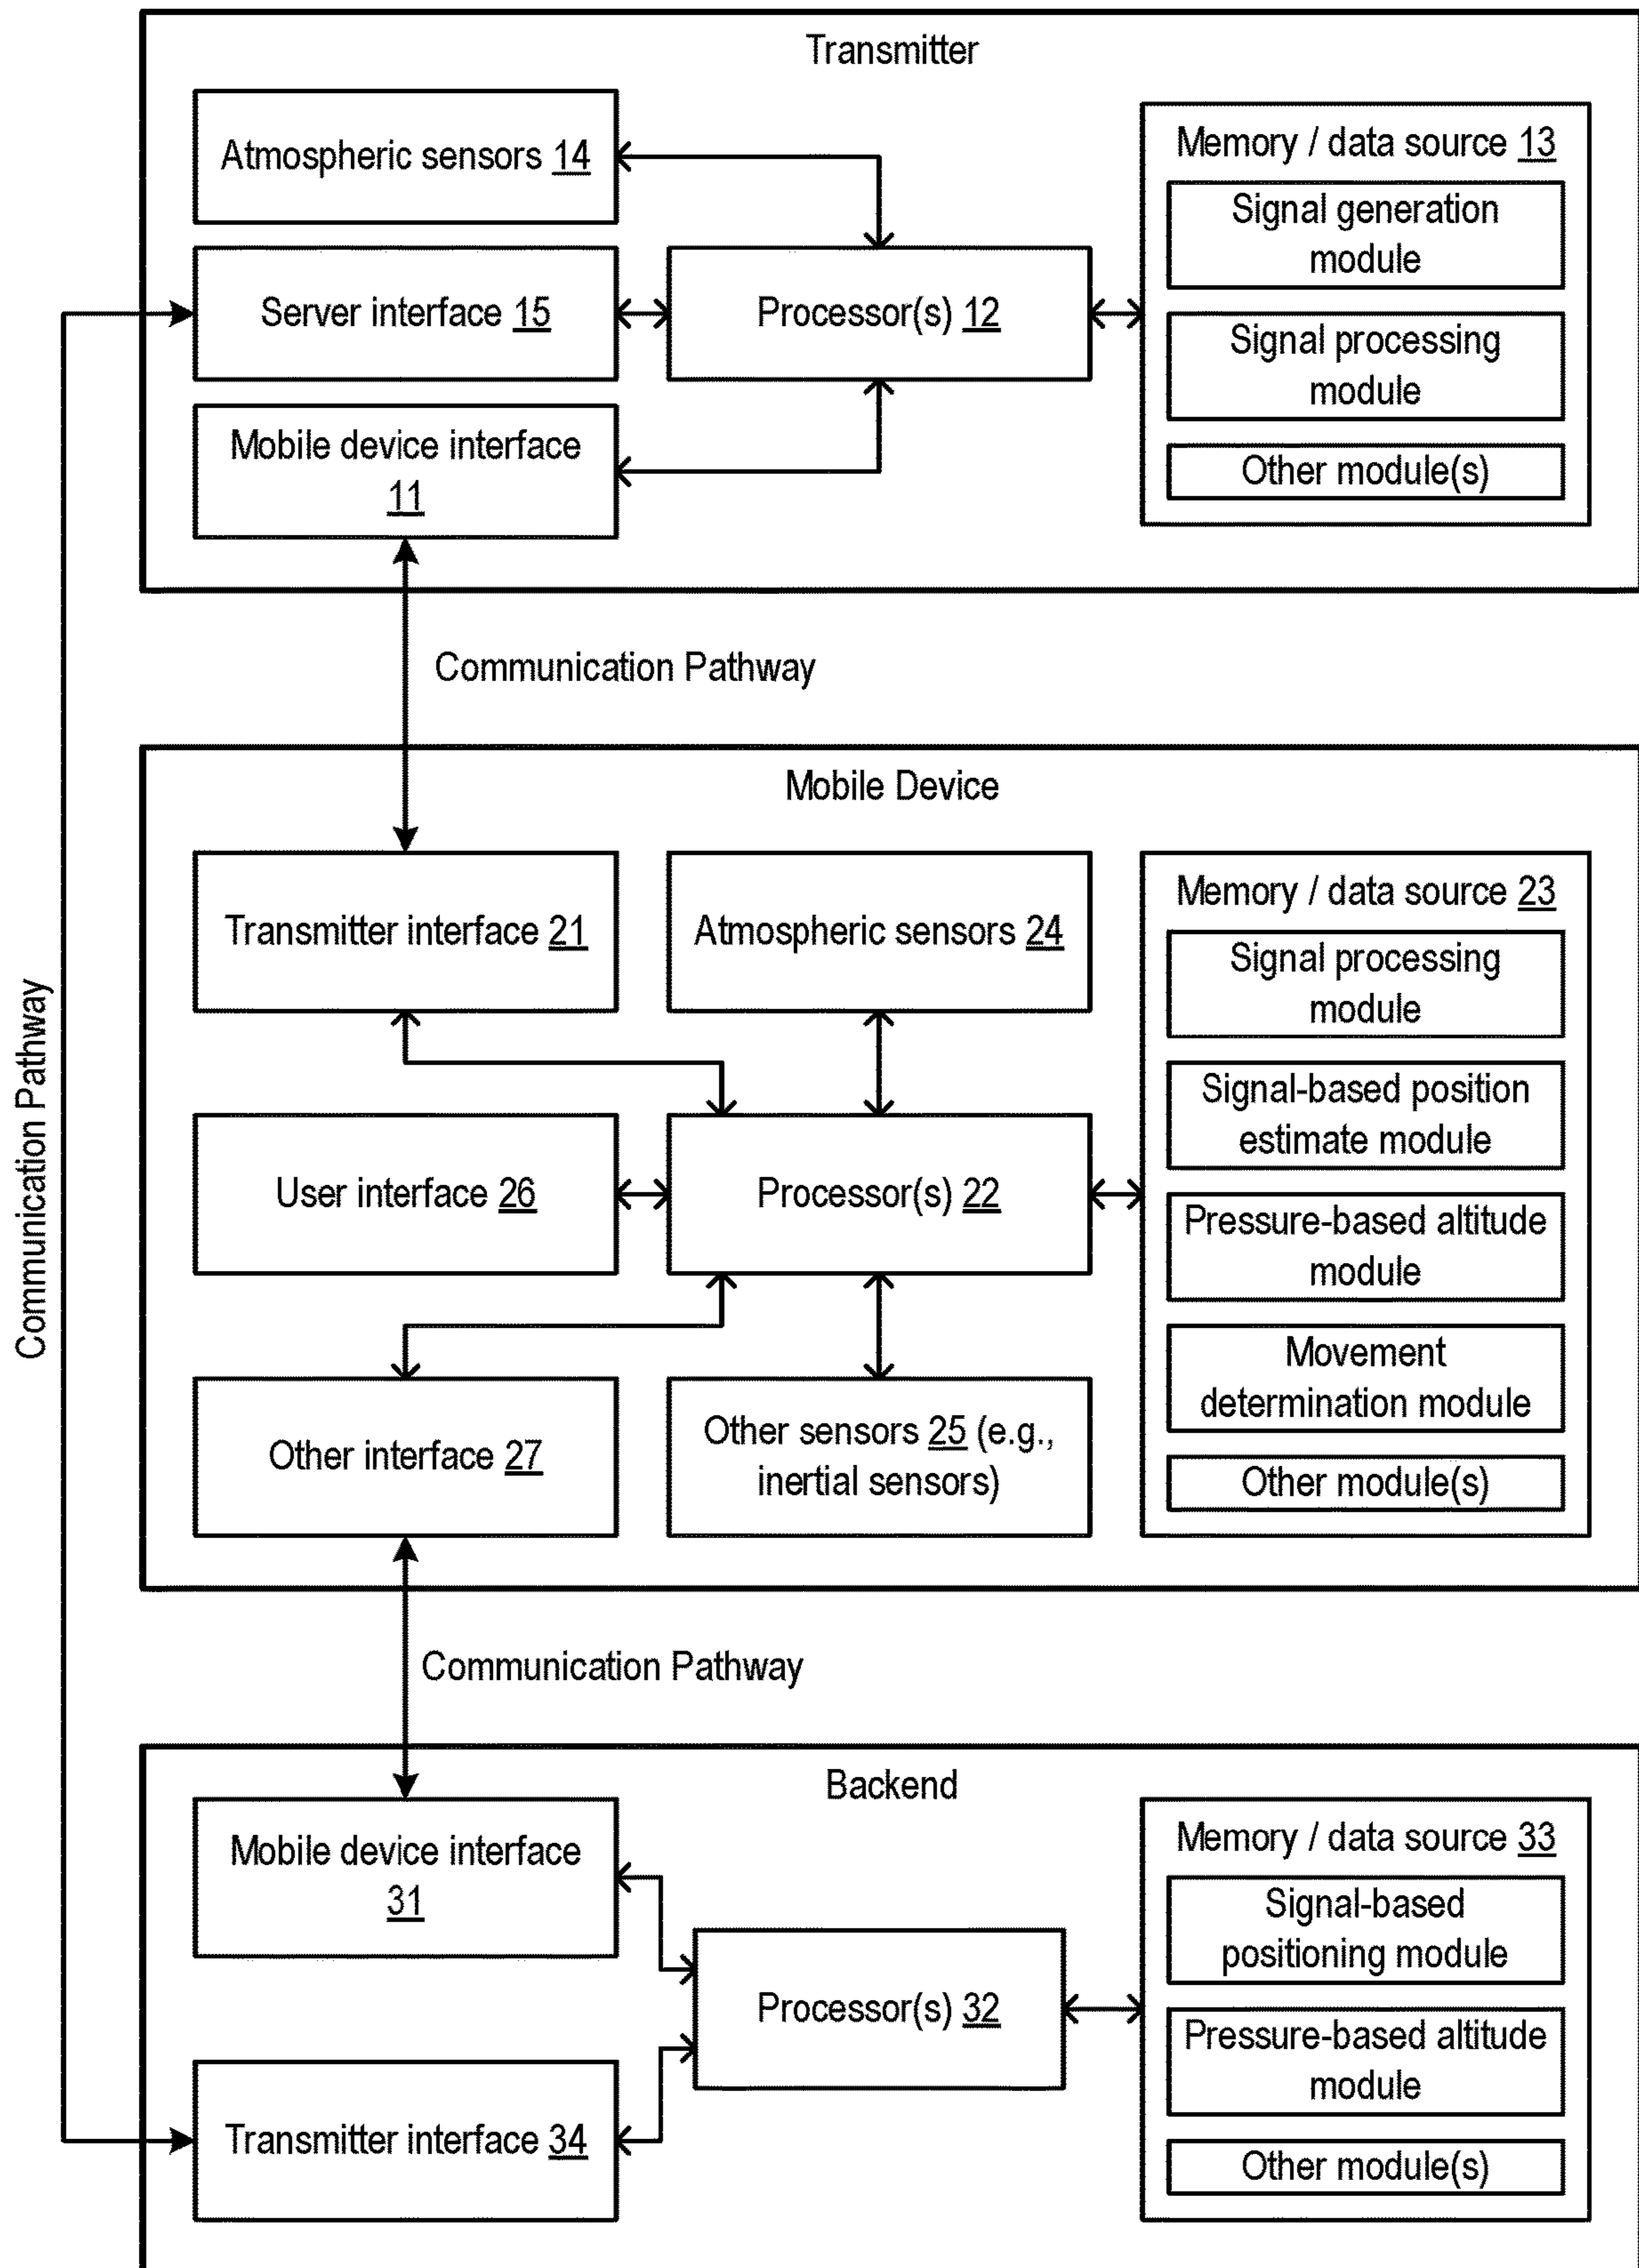 Transmitter
Atmospheric sensors 14
Server interface 15
Mobile device interface
11
Processor(s) 12
Memory / data source 13
Signal generation
module
Signal processing
module
Other module(s)
Communication Pathway
Communication Pathway
Mobile Device
Transmitter interface 21
Atmospheric sensors 24
User interface 26
Processor(s) 22
Other interface 27
Other sensors 25 (e.g.,
inertial sensors)
Memory / data source 23
Signal processing
module
Signal-based position
estimate module
Pressure-based altitude
module
Movement
determination module
Other module(s)
Communication Pathway
Backend
Mobile device interface
31
Transmitter interface 34
Processor(s) 32
Memory / data source 33
Signal-based
positioning module
Pressure-based altitude
module
Other module(s)